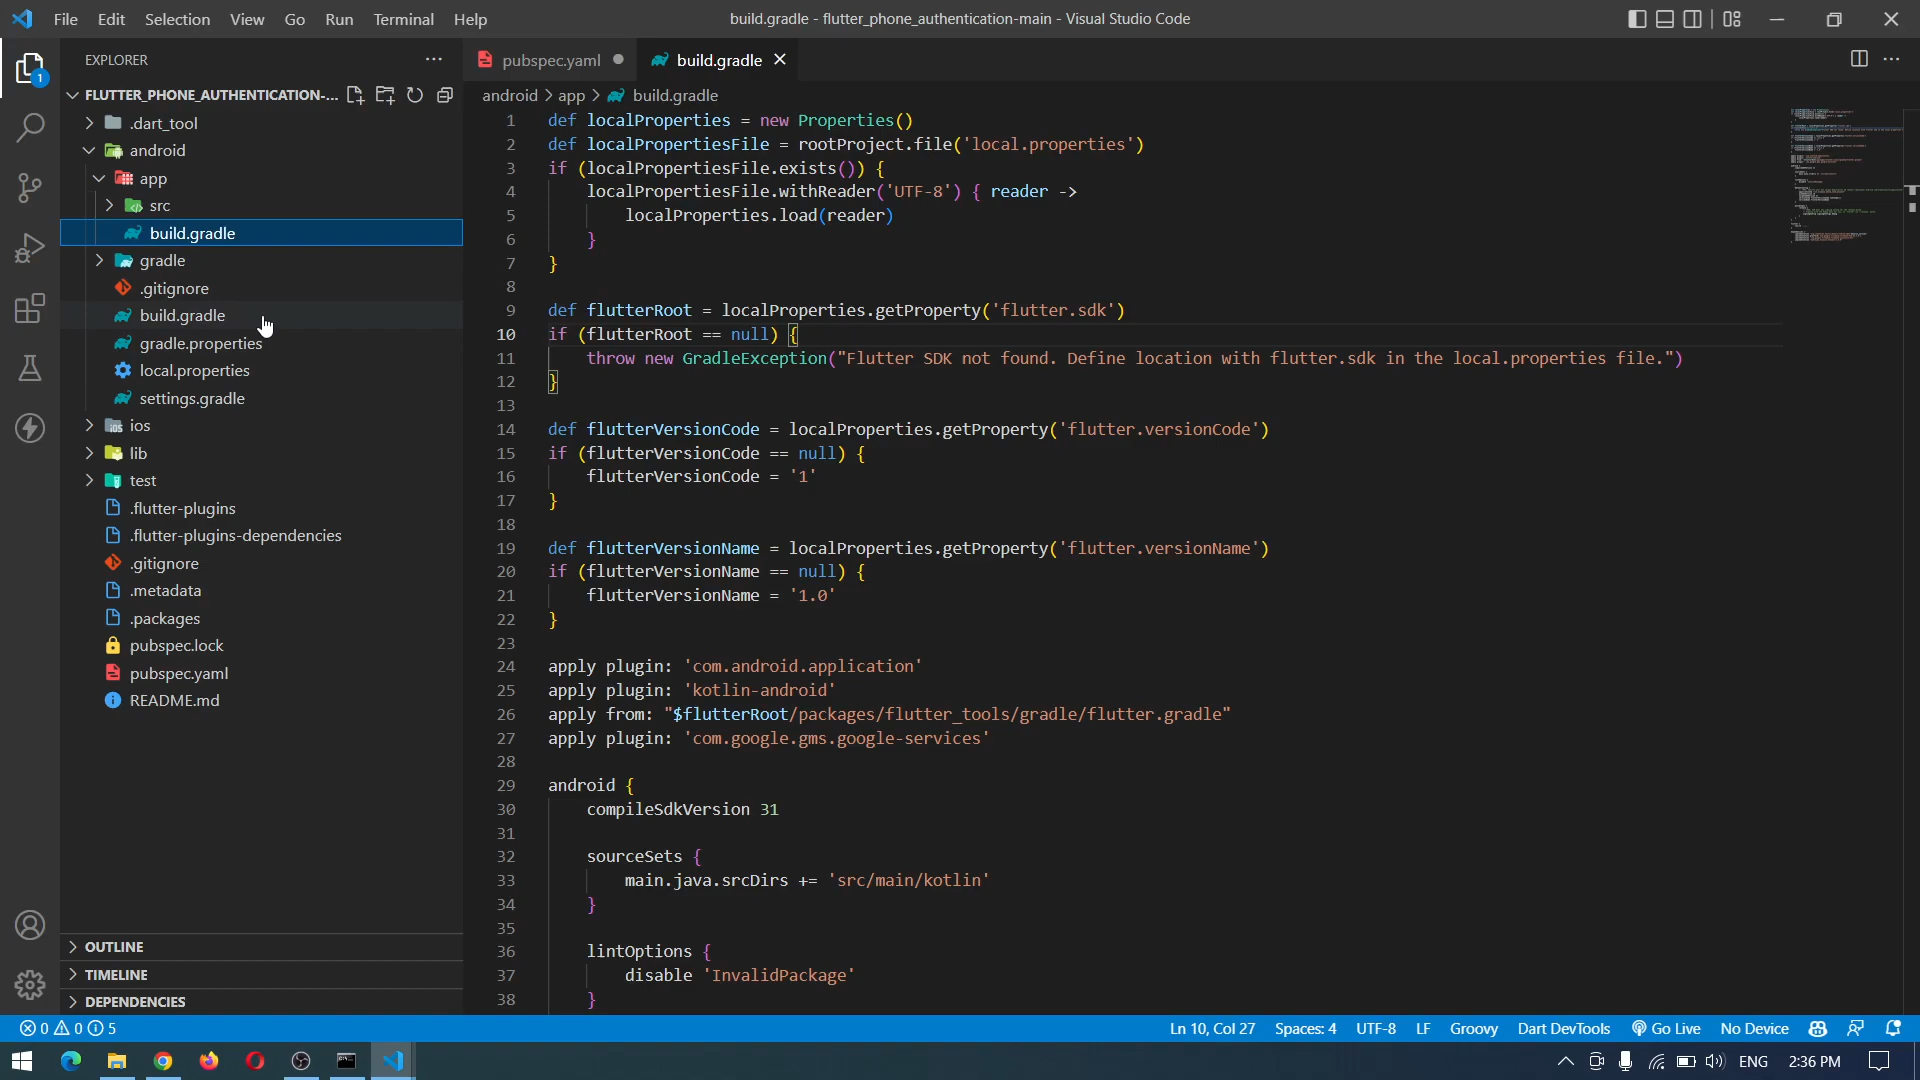 File Edit Selection View Go Run Terminal Help
build.gradle - flutter_phone_authentication-main - Visual Studio Code
EXPLORER
FLUTTER_PHONE_AUTHENTICATION-...
.dart_tool
android
app
src
build.gradle
gradle
.gitignore
build.gradle
gradle.properties
local.properties
settings.gradle
ios
lib
test
.flutter-plugins
.flutter-plugins-dependencies
.gitignore
.metadata
.packages
pubspec.lock
pubspec.yaml
README.md
OUTLINE
TIMELINE
DEPENDENCIES
1
pubspec.yaml
build.gradle
android > app > build.gradle
1 def localProperties = new Properties()
2 def localPropertiesFile = rootProject.file('local.properties')
3 if (localPropertiesFile.exists()) {
4 localPropertiesFile.withReader('UTF-8') { reader ->
5 localProperties.load(reader)
6 }
7 }
8
9 def flutterRoot = localProperties.getProperty('flutter.sdk')
10 if (flutterRoot == null) {
11 throw new GradleException("Flutter SDK not found. Define location with flutter.sdk in the local.properties file.")
12 }
13
14 def flutterVersionCode = localProperties.getProperty('flutter.versionCode')
15 if (flutterVersionCode == null) {
16 flutterVersionCode = '1'
17 }
18
19 def flutterVersionName = localProperties.getProperty('flutter.versionName')
20 if (flutterVersionName == null) {
21 flutterVersionName = '1.0'
22 }
23
24 apply plugin: 'com.android.application'
25 apply plugin: 'kotlin-android'
26 apply from: "$flutterRoot/packages/flutter_tools/gradle/flutter.gradle"
27 apply plugin: 'com.google.gms.google-services'
28
29 android {
30 compileSdkVersion 31
31
32 sourceSets {
33 main.java.srcDirs += 'src/main/kotlin'
34 }
35
36 lintOptions {
37 disable 'InvalidPackage'
38 }
0 0 5
Ln 10, Col 27 Spaces: 4 UTF-8 LF Groovy Dart DevTools Go Live No Device
ENG 2:36 PM